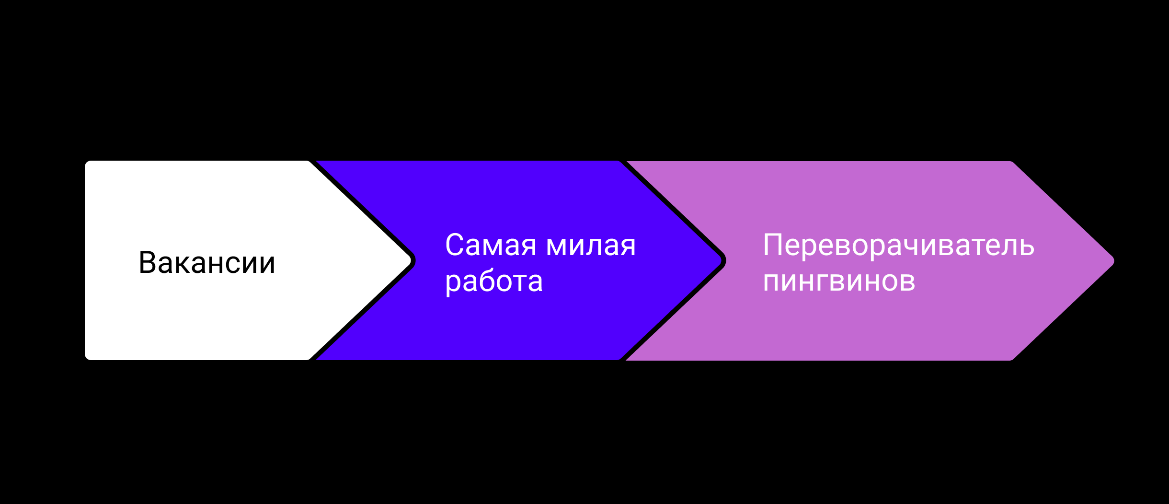 Вакансии
Самая милая
работа
Переворачиватель
пингвинов